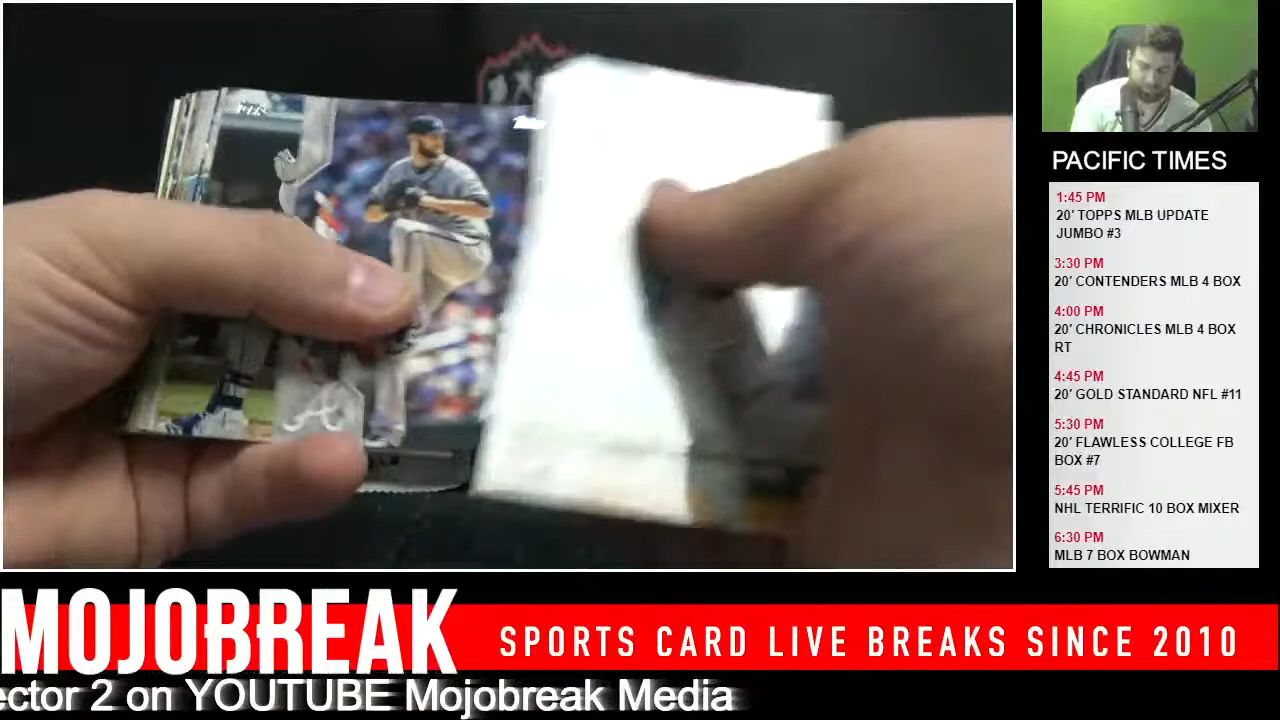 PACIFIC TIMES
1:45 PM
20' TOPPS MLB UPDATE
JUMBO #3
3:30 PM
20' CONTENDERS MLB 4 BOX
4:00 PM
20' CHRONICLES MLB 4 BOX
RT
4:45 PM
20' GOLD STANDARD NFL #11
5:30 PM
20' FLAWLESS COLLEGE FB
BOX #7
5:45 PM
NHL TERRIFIC 10 BOX MIXER
6:30 PM
MLB 7 BOX BOWMAN
MOJOBREAK
SPORTS CARD LIVE BREAKS SINCE 2010
ector 2 on YOUTUBE Mojobreak Media